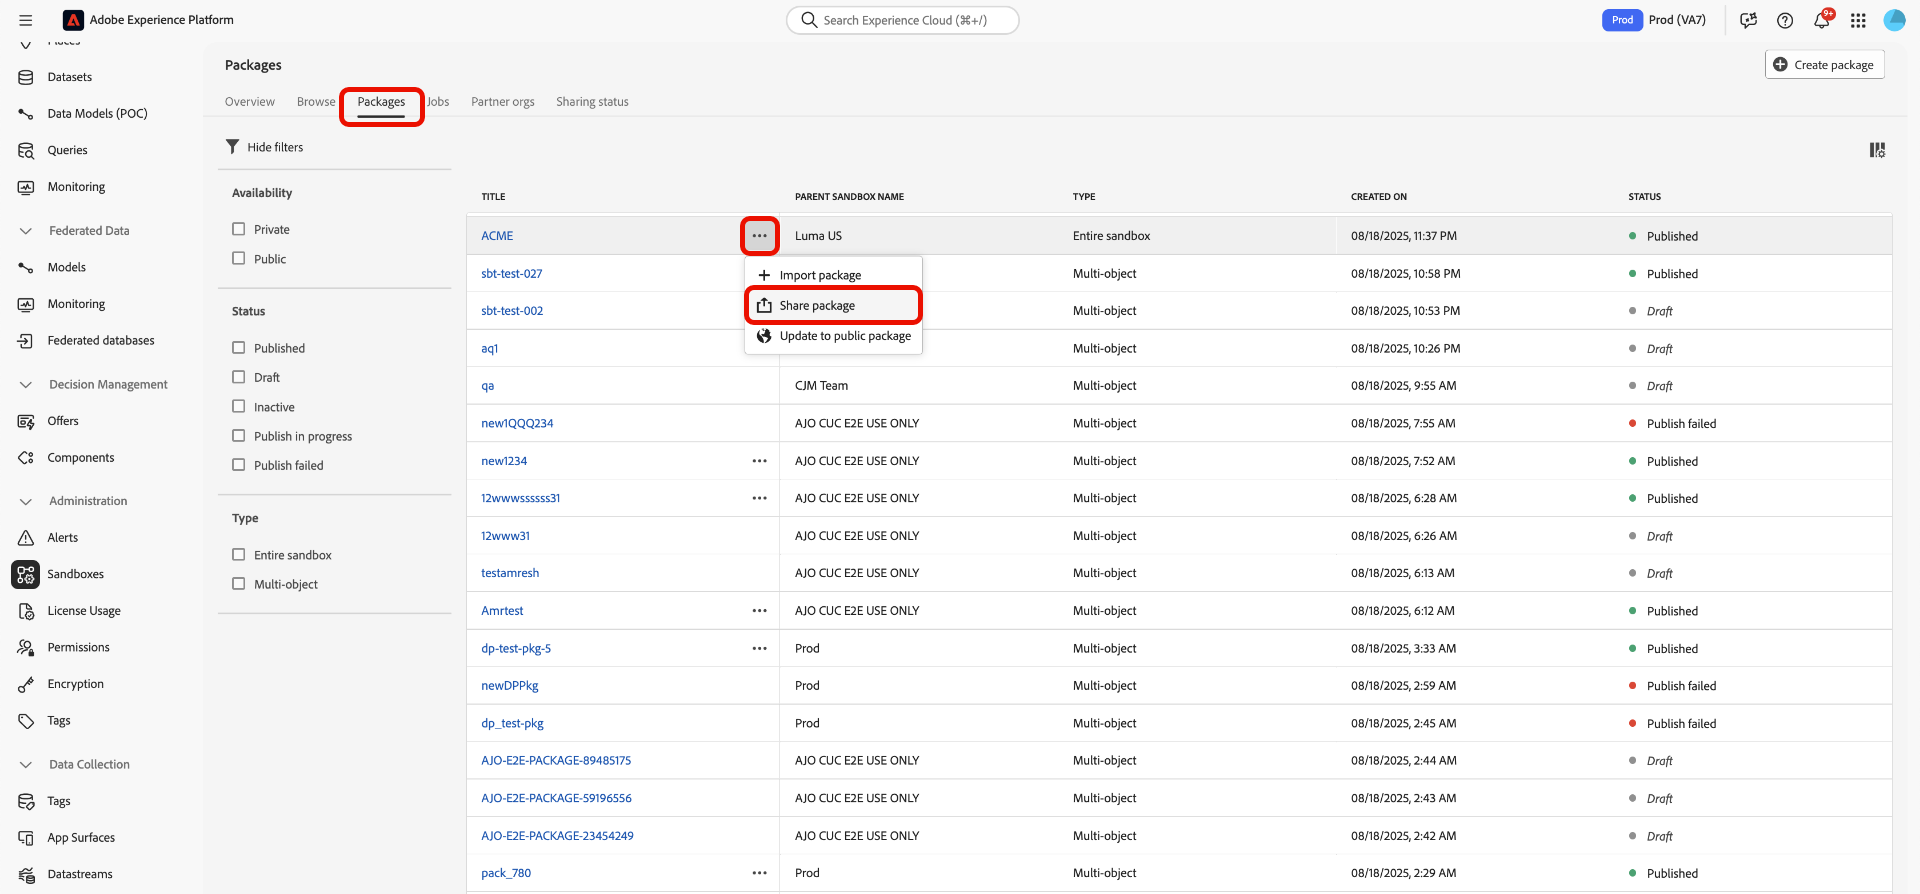 Adobe Experience Platform
Search Experience Cloud (⌘+/)
Prod
Prod (VA7)
9+
Places
Datasets
Data Models (POC)
Queries
Monitoring
Federated Data
Models
Monitoring
Federated databases
Decision Management
Offers
Components
Administration
Alerts
Sandboxes
License Usage
Permissions
Encryption
Tags
Data Collection
Tags
App Surfaces
Datastreams
Packages
Create package
Overview Browse Packages Jobs Partner orgs Sharing status
Hide filters
Availability
Private
Public
Status
Published
Draft
Inactive
Publish in progress
Publish failed
Type
Entire sandbox
Multi-object
TITLE PARENT SANDBOX NAME TYPE CREATED ON STATUS
ACME ••• Luma US Entire sandbox 08/18/2025, 11:37 PM Published
Import package
Share package
Update to public package
sbt-test-027 Multi-object 08/18/2025, 10:58 PM Published
sbt-test-002 Multi-object 08/18/2025, 10:53 PM Draft
aq1 Multi-object 08/18/2025, 10:26 PM Draft
qa CJM Team Multi-object 08/18/2025, 9:55 AM Draft
new1QQQ234 AJO CUC E2E USE ONLY Multi-object 08/18/2025, 7:55 AM Publish failed
new1234 ••• AJO CUC E2E USE ONLY Multi-object 08/18/2025, 7:52 AM Published
12wwwssssss31 ••• AJO CUC E2E USE ONLY Multi-object 08/18/2025, 6:28 AM Published
12www31 AJO CUC E2E USE ONLY Multi-object 08/18/2025, 6:26 AM Draft
testamresh AJO CUC E2E USE ONLY Multi-object 08/18/2025, 6:13 AM Draft
Amrtest ••• AJO CUC E2E USE ONLY Multi-object 08/18/2025, 6:12 AM Published
dp-test-pkg-5 ••• Prod Multi-object 08/18/2025, 3:33 AM Published
newDPPkg Prod Multi-object 08/18/2025, 2:59 AM Publish failed
dp_test-pkg Prod Multi-object 08/18/2025, 2:45 AM Publish failed
AJO-E2E-PACKAGE-89485175 AJO CUC E2E USE ONLY Multi-object 08/18/2025, 2:44 AM Draft
AJO-E2E-PACKAGE-59196556 AJO CUC E2E USE ONLY Multi-object 08/18/2025, 2:43 AM Draft
AJO-E2E-PACKAGE-23454249 AJO CUC E2E USE ONLY Multi-object 08/18/2025, 2:42 AM Draft
pack_780 ••• Prod Multi-object 08/18/2025, 2:29 AM Published